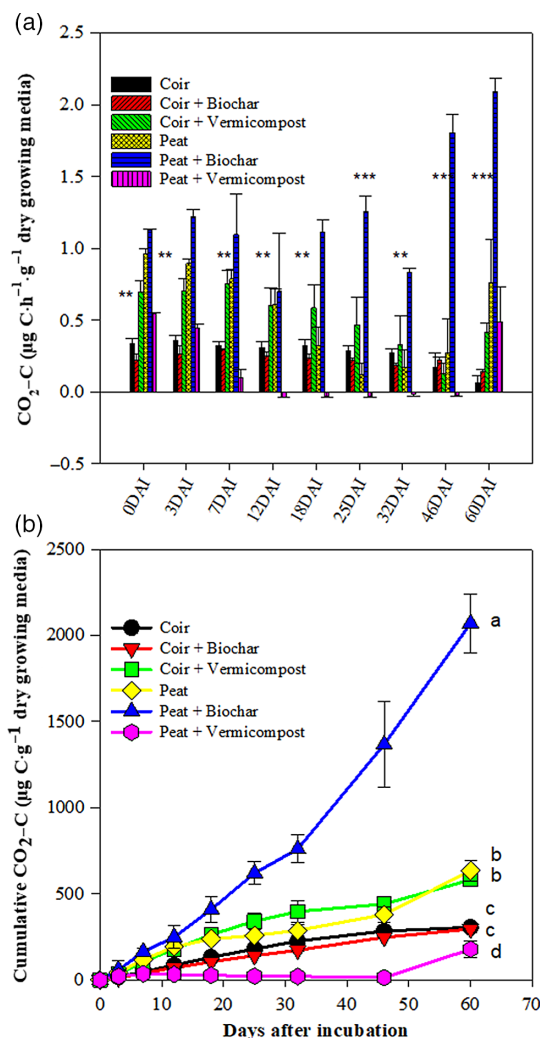 (a)
2.5
2.0
1.5
1.0
0.5
0.0
−0.5
CO₂–C (µg C·h⁻¹·g⁻¹ dry growing media)
Coir
Coir + Biochar
Coir + Vermicompost
Peat
Peat + Biochar
Peat + Vermicompost
** ** ** ** ** *** ** *** ***
0DAI 3DAI 7DAI 12DAI 18DAI 25DAI 32DAI 46DAI 60DAI
(b)
2500
2000
1500
1000
500
0
Cumulative CO₂–C (µg C·g⁻¹ dry growing media)
Coir
Coir + Biochar
Coir + Vermicompost
Peat
Peat + Biochar
Peat + Vermicompost
a
b
b
c
c
d
0 10 20 30 40 50 60 70
Days after incubation